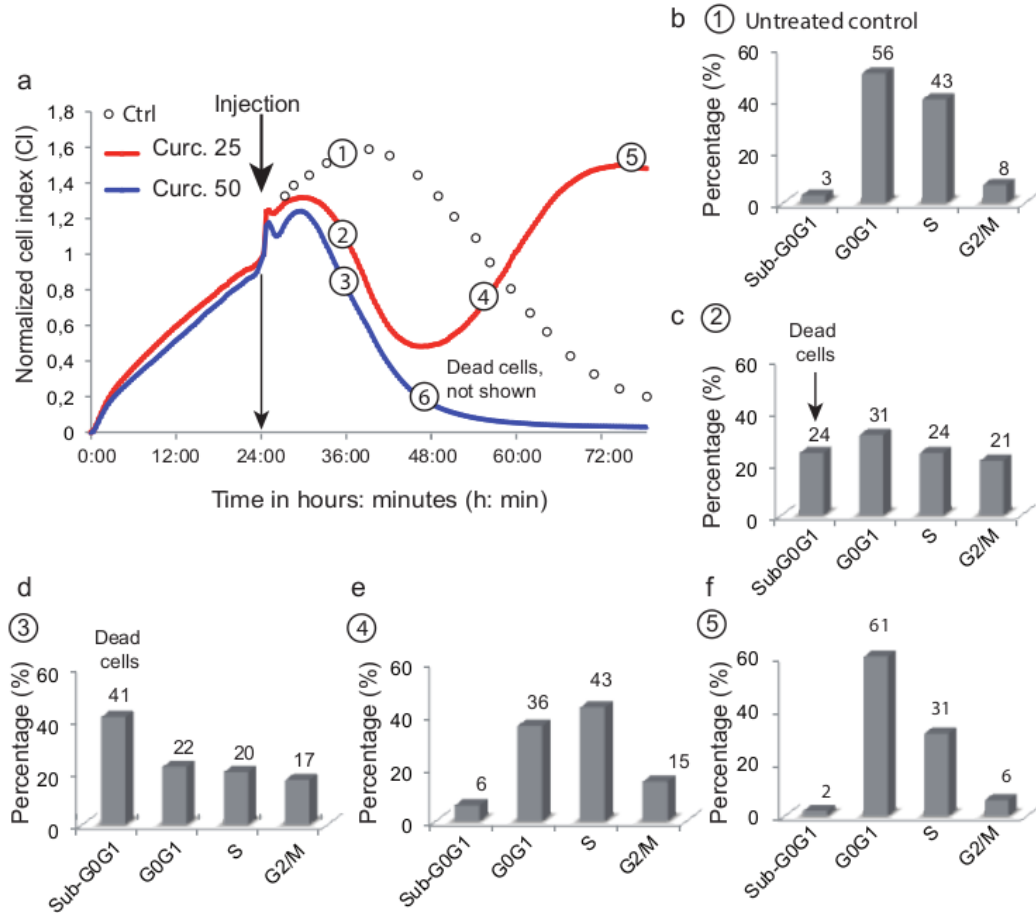 a
Normalized cell index (CI)
1,8
1,6
1,4
1,2
1
0,8
0,6
0,4
0,2
0
Ctrl
Curc. 25
Curc. 50
Injection
1
2
3
4
5
6
Dead cells,
not shown
0:00 12:00 24:00 36:00 48:00 60:00 72:00
Time in hours: minutes (h: min)
b 1 Untreated control
Percentage (%)
60
40
20
0
3 56 43 8
Sub-G0G1 G0G1 S G2/M
c 2
Dead
cells
Percentage (%)
60
40
20
0
24 31 24 21
SubG0G1 G0G1 S G2/M
d
3
Dead
cells
Percentage (%)
60
40
20
0
41 22 20 17
Sub-G0G1 G0G1 S G2/M
e
4
Percentage (%)
60
40
20
0
6 36 43 15
Sub-G0G1 G0G1 S G2/M
f
5
Percentage (%)
60
40
20
0
2 61 31 6
Sub-G0G1 G0G1 S G2/M